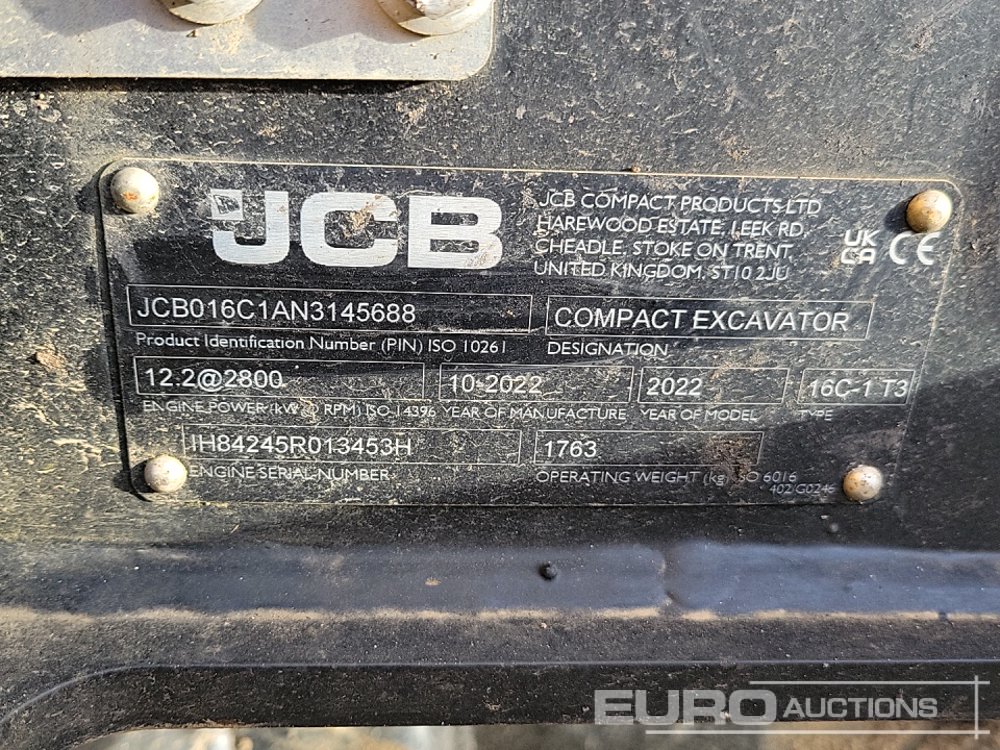 JCB
JCB COMPACT PRODUCTS LTD
HAREWOOD ESTATE, LEEK RD,
CHEADLE, STOKE ON TRENT,
UNITED KINGDOM, ST10 2JU
UK
CA CE
JCB016C1AN3145688
COMPACT EXCAVATOR
Product Identification Number (PIN) ISO 10261
DESIGNATION
12.2@2800
10-2022
2022
16C-1 T3
ENGINE POWER (kW @ RPM) ISO 14396
YEAR OF MANUFACTURE
YEAR OF MODEL
TYPE
IH84245R013453H
1763
ENGINE SERIAL NUMBER
OPERATING WEIGHT (kg) ISO 6016
EURO AUCTIONS